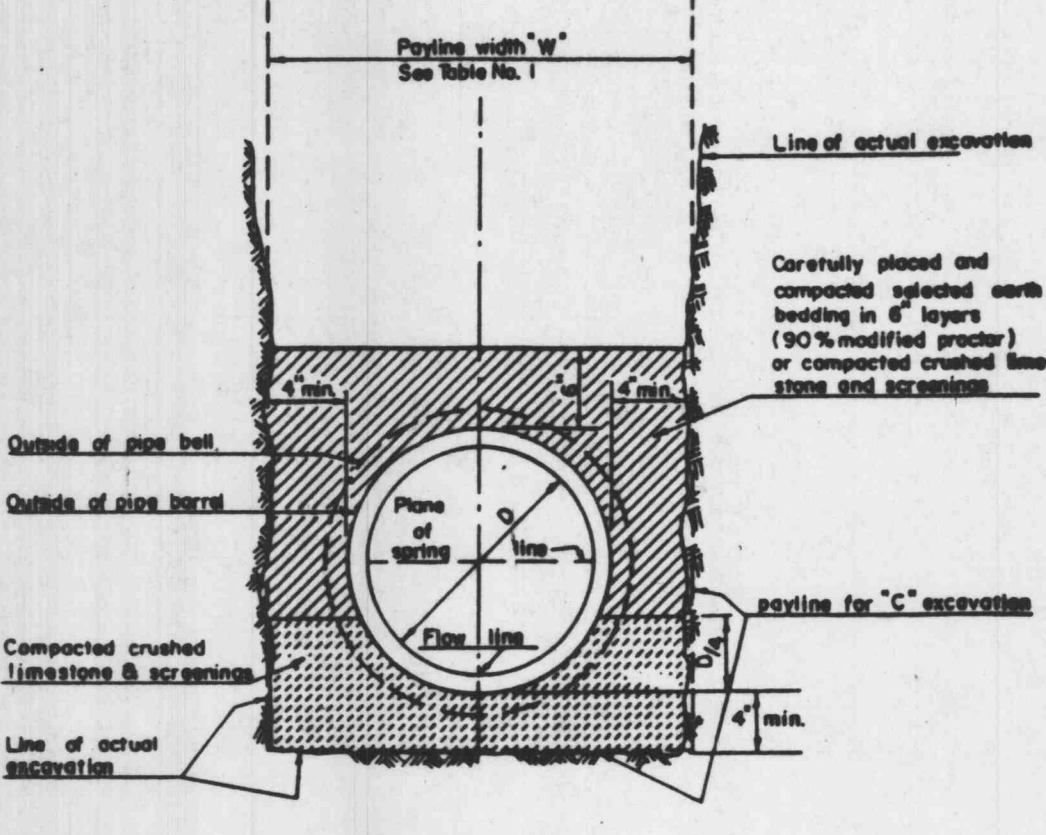 Payline width "W"
See Table No. 1
Line of actual excavation
Carefully placed and
compacted selected earth
bedding in 6" layers
(90% modified proctor)
or compacted crushed lime
stone and screenings
4" min.
4" min.
Outside of pipe bell.
Outside of pipe barrel
Plane
of
spring
D
line
Flow line
payline for "C" excavation
D/4
4" min.
Compacted crushed
limestone & screenings
Line of actual
excavation